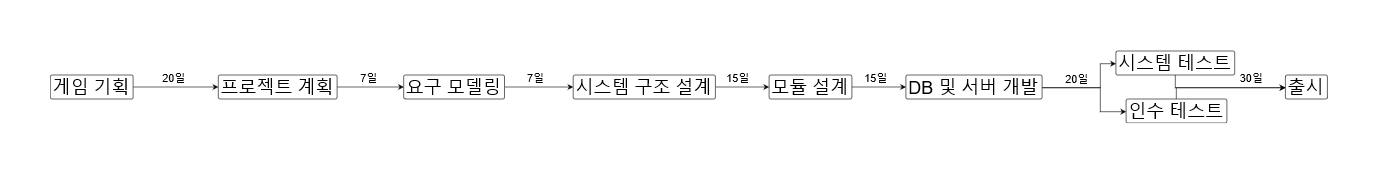 게임 기획
20일
프로젝트 계획
7일
요구 모델링
7일
시스템 구조 설계
15일
모듈 설계
15일
DB 및 서버 개발
20일
시스템 테스트
인수 테스트
30일
출시